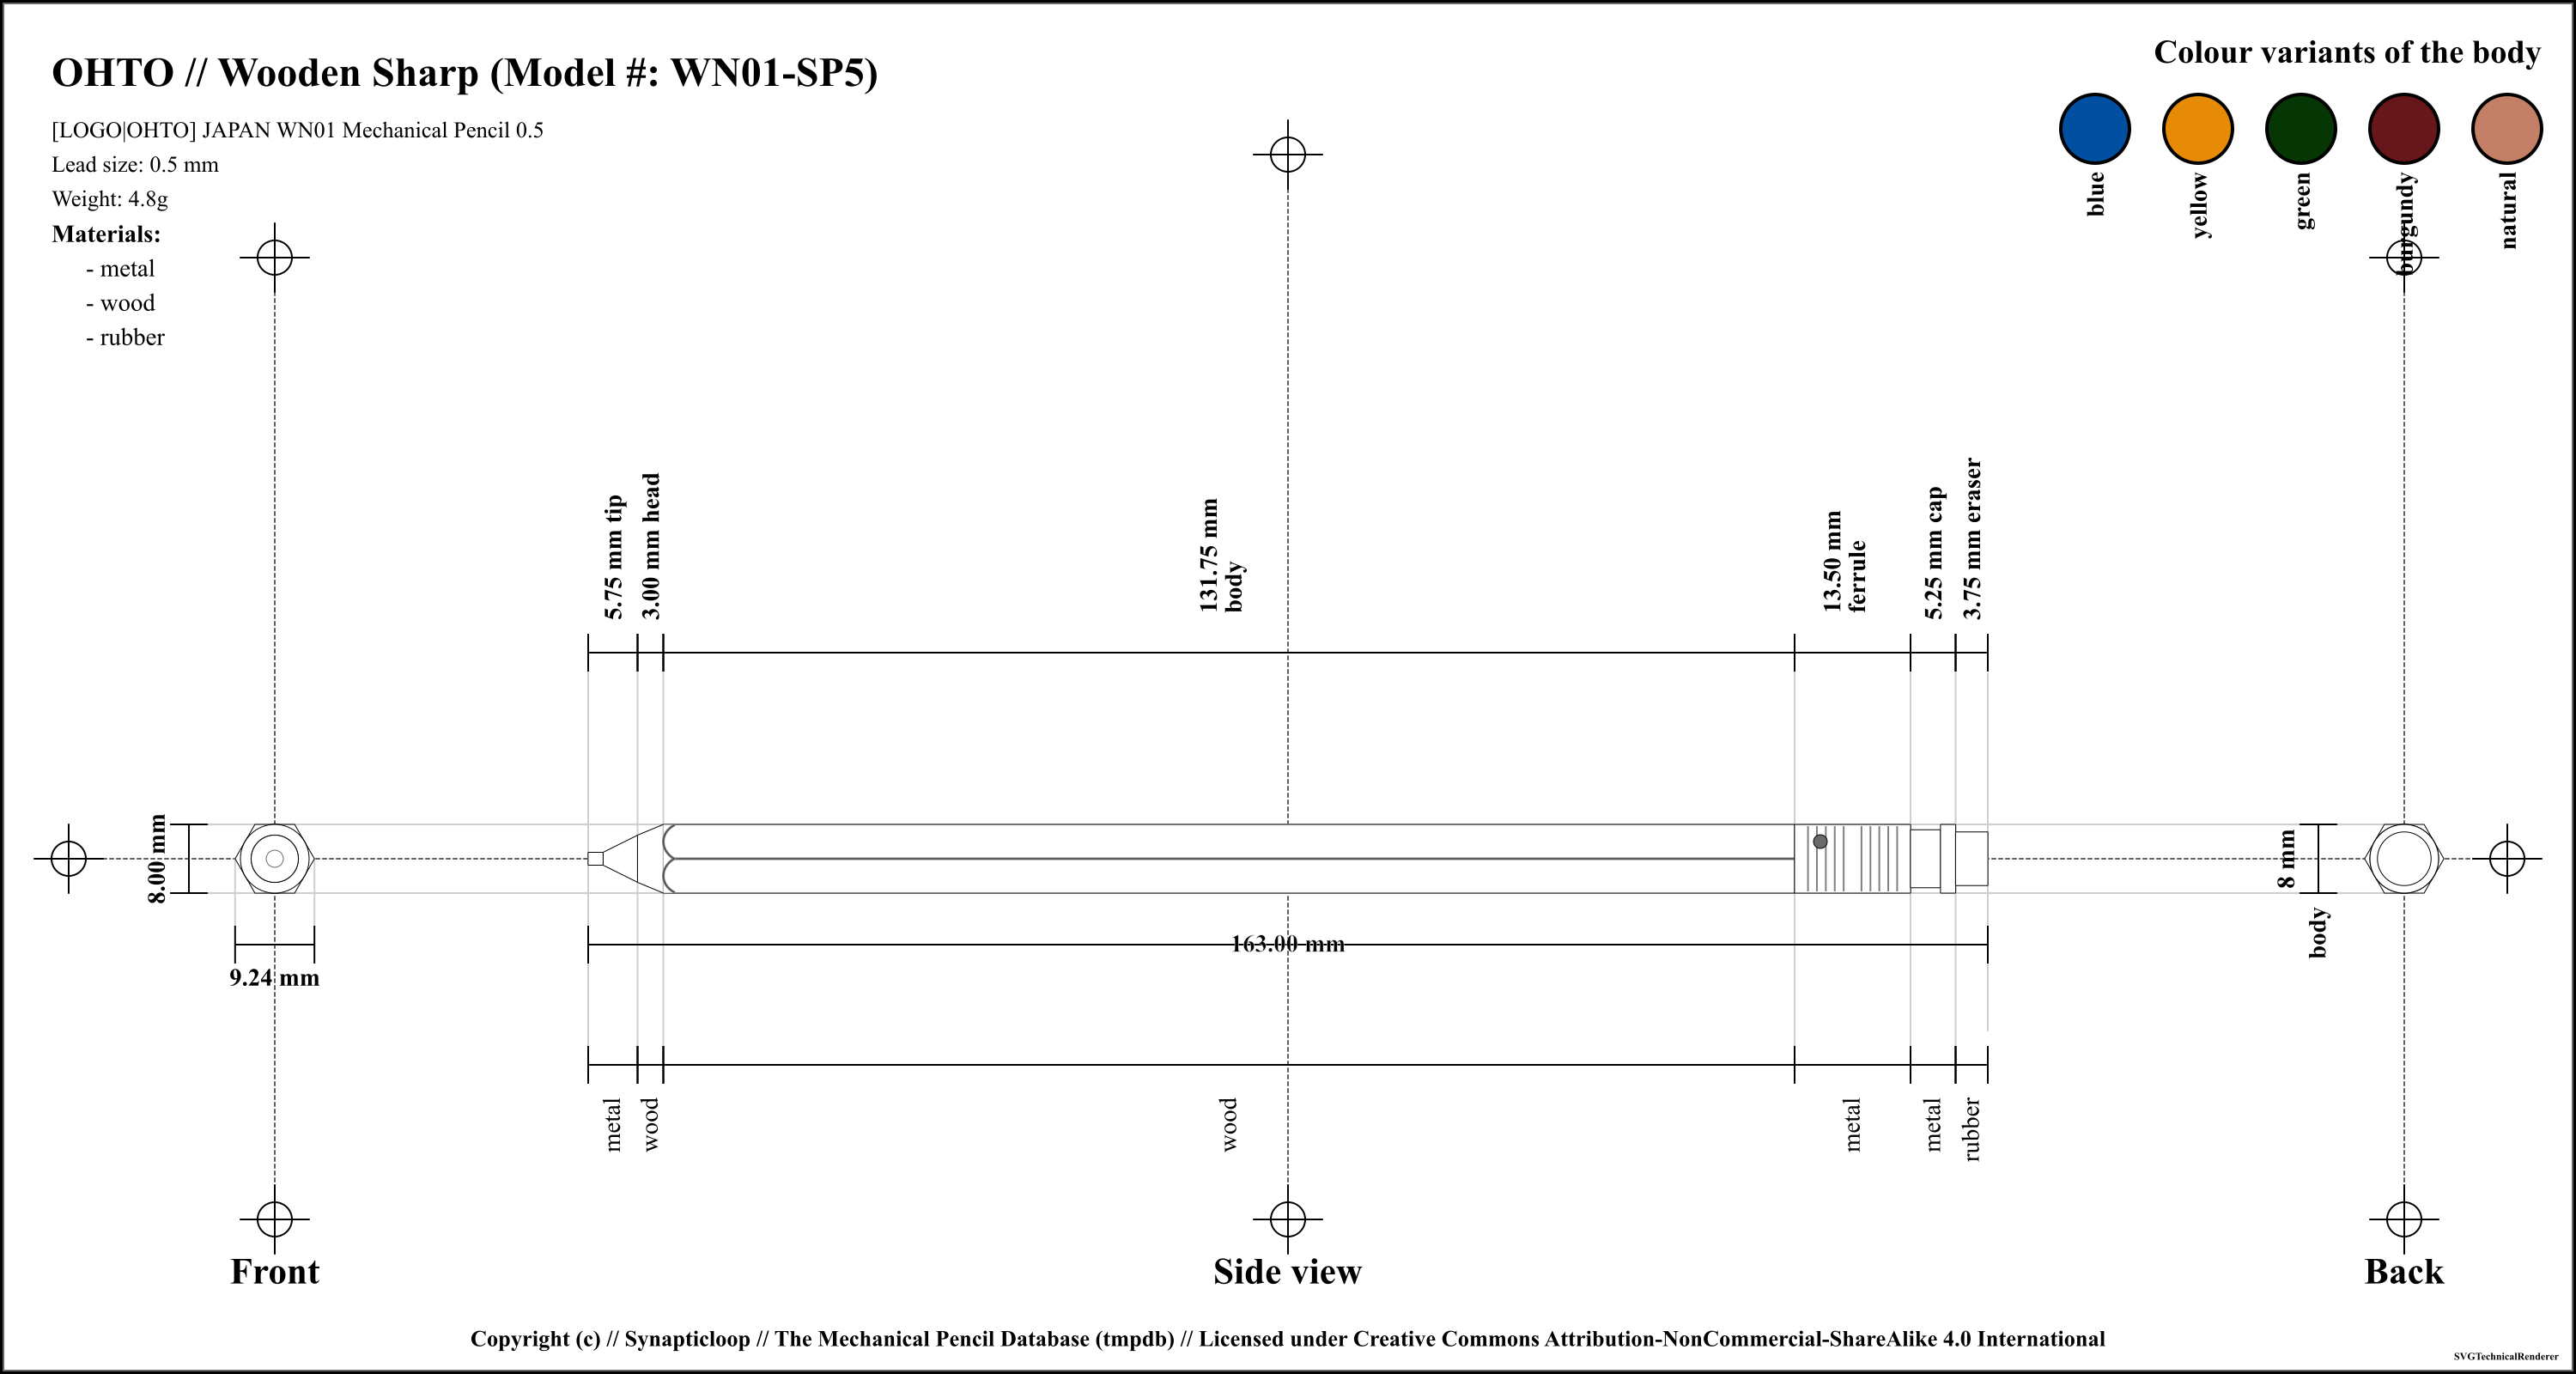 OHTO // Wooden Sharp (Model #: WN01-SP5)
[LOGO|OHTO] JAPAN WN01 Mechanical Pencil 0.5
Lead size: 0.5 mm
Weight: 4.8g
Materials:
- metal
- wood
- rubber
Colour variants of the body
blue
yellow
green
burgundy
natural
5.75 mm tip
3.00 mm head
131.75 mm
body
13.50 mm
ferrule
5.25 mm cap
3.75 mm eraser
8.00 mm
9.24 mm
163.00 mm
8 mm
body
metal
wood
wood
metal
metal
rubber
Front
Side view
Back
Copyright (c) // Synapticloop // The Mechanical Pencil Database (tmpdb) // Licensed under Creative Commons Attribution-NonCommercial-ShareAlike 4.0 International
SVGTechnicalRenderer